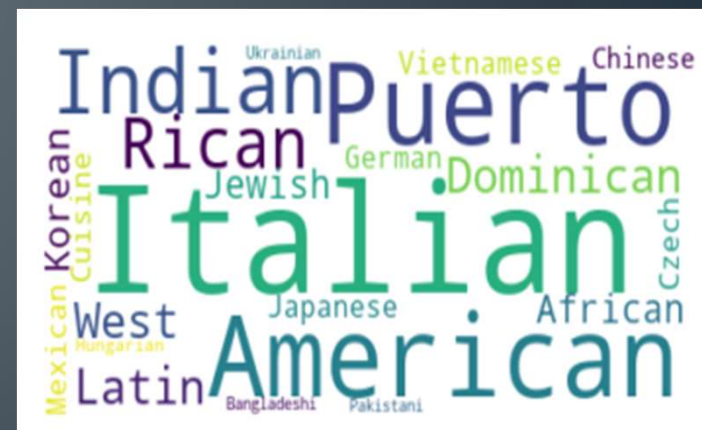 Ukrainian
Indian
Puerto
Vietnamese
Chinese
Rican
German
Korean
Cuisine
Jewish
Dominican
Italian
Czech
Mexican
West
Japanese
African
Hungarian
American
Latin
Bangladeshi
Pakistani